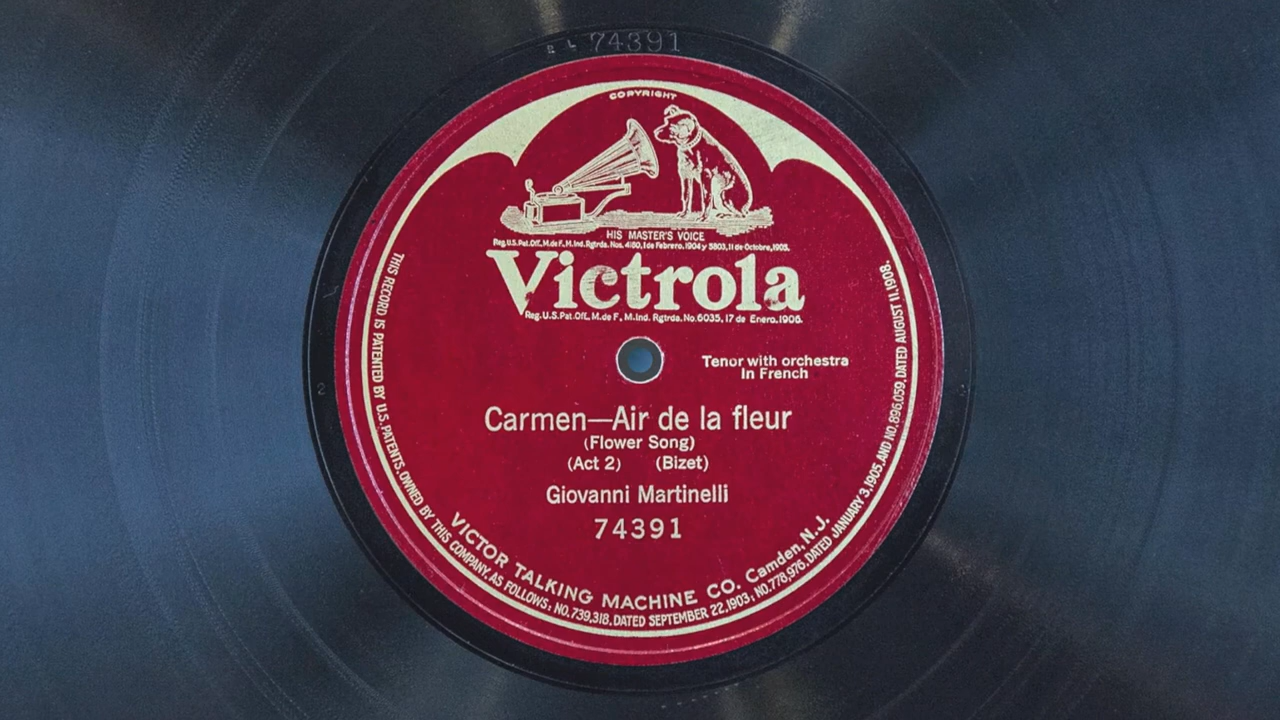 74391
COPYRIGHT
HIS MASTER'S VOICE
Reg.U.S.Pat.Off.,M.de F.,M.Ind.Rgtrda.Nos.4150,1 de Febrero.1904 y 5803,11 de Octobre,1905.
Victrola
Reg.U.S.Pat.Off., M.de F., M.Ind. Rgtrda.No.6035, 17 de Enero.1906.
Tenor with orchestra
In French
Carmen—Air de la fleur
(Flower Song)
(Act 2) (Bizet)
Giovanni Martinelli
74391
VICTOR TALKING MACHINE CO. Camden, N.J.
THIS RECORD IS PATENTED BY U.S. PATENTS, OWNED BY THIS COMPANY, AS FOLLOWS: NO. 739,318, DATED SEPTEMBER 22, 1903; NO. 778,976, DATED JANUARY 3, 1905, AND NO. 896,059, DATED AUGUST 11, 1908.
2